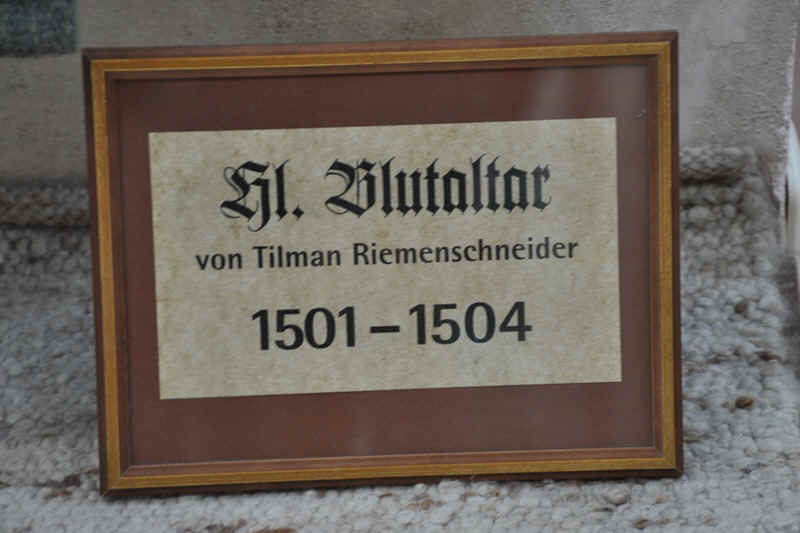 Hl. Blutaltar
von Tilman Riemenschneider
1501–1504